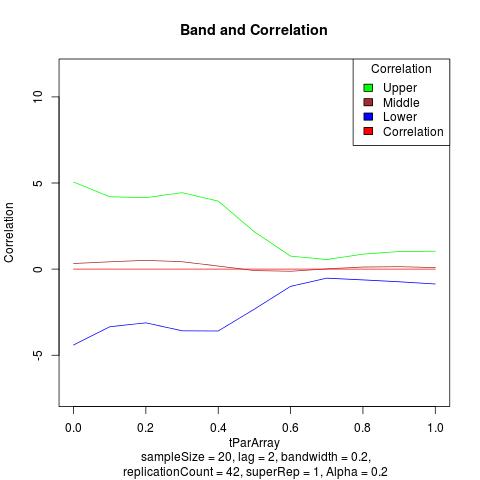 Band and Correlation
Correlation
Upper
Middle
Lower
Correlation
Correlation
10
5
0
-5
0.0 0.2 0.4 0.6 0.8 1.0
tParArray
sampleSize = 20, lag = 2, bandwidth = 0.2,
replicationCount = 42, superRep = 1, Alpha = 0.2